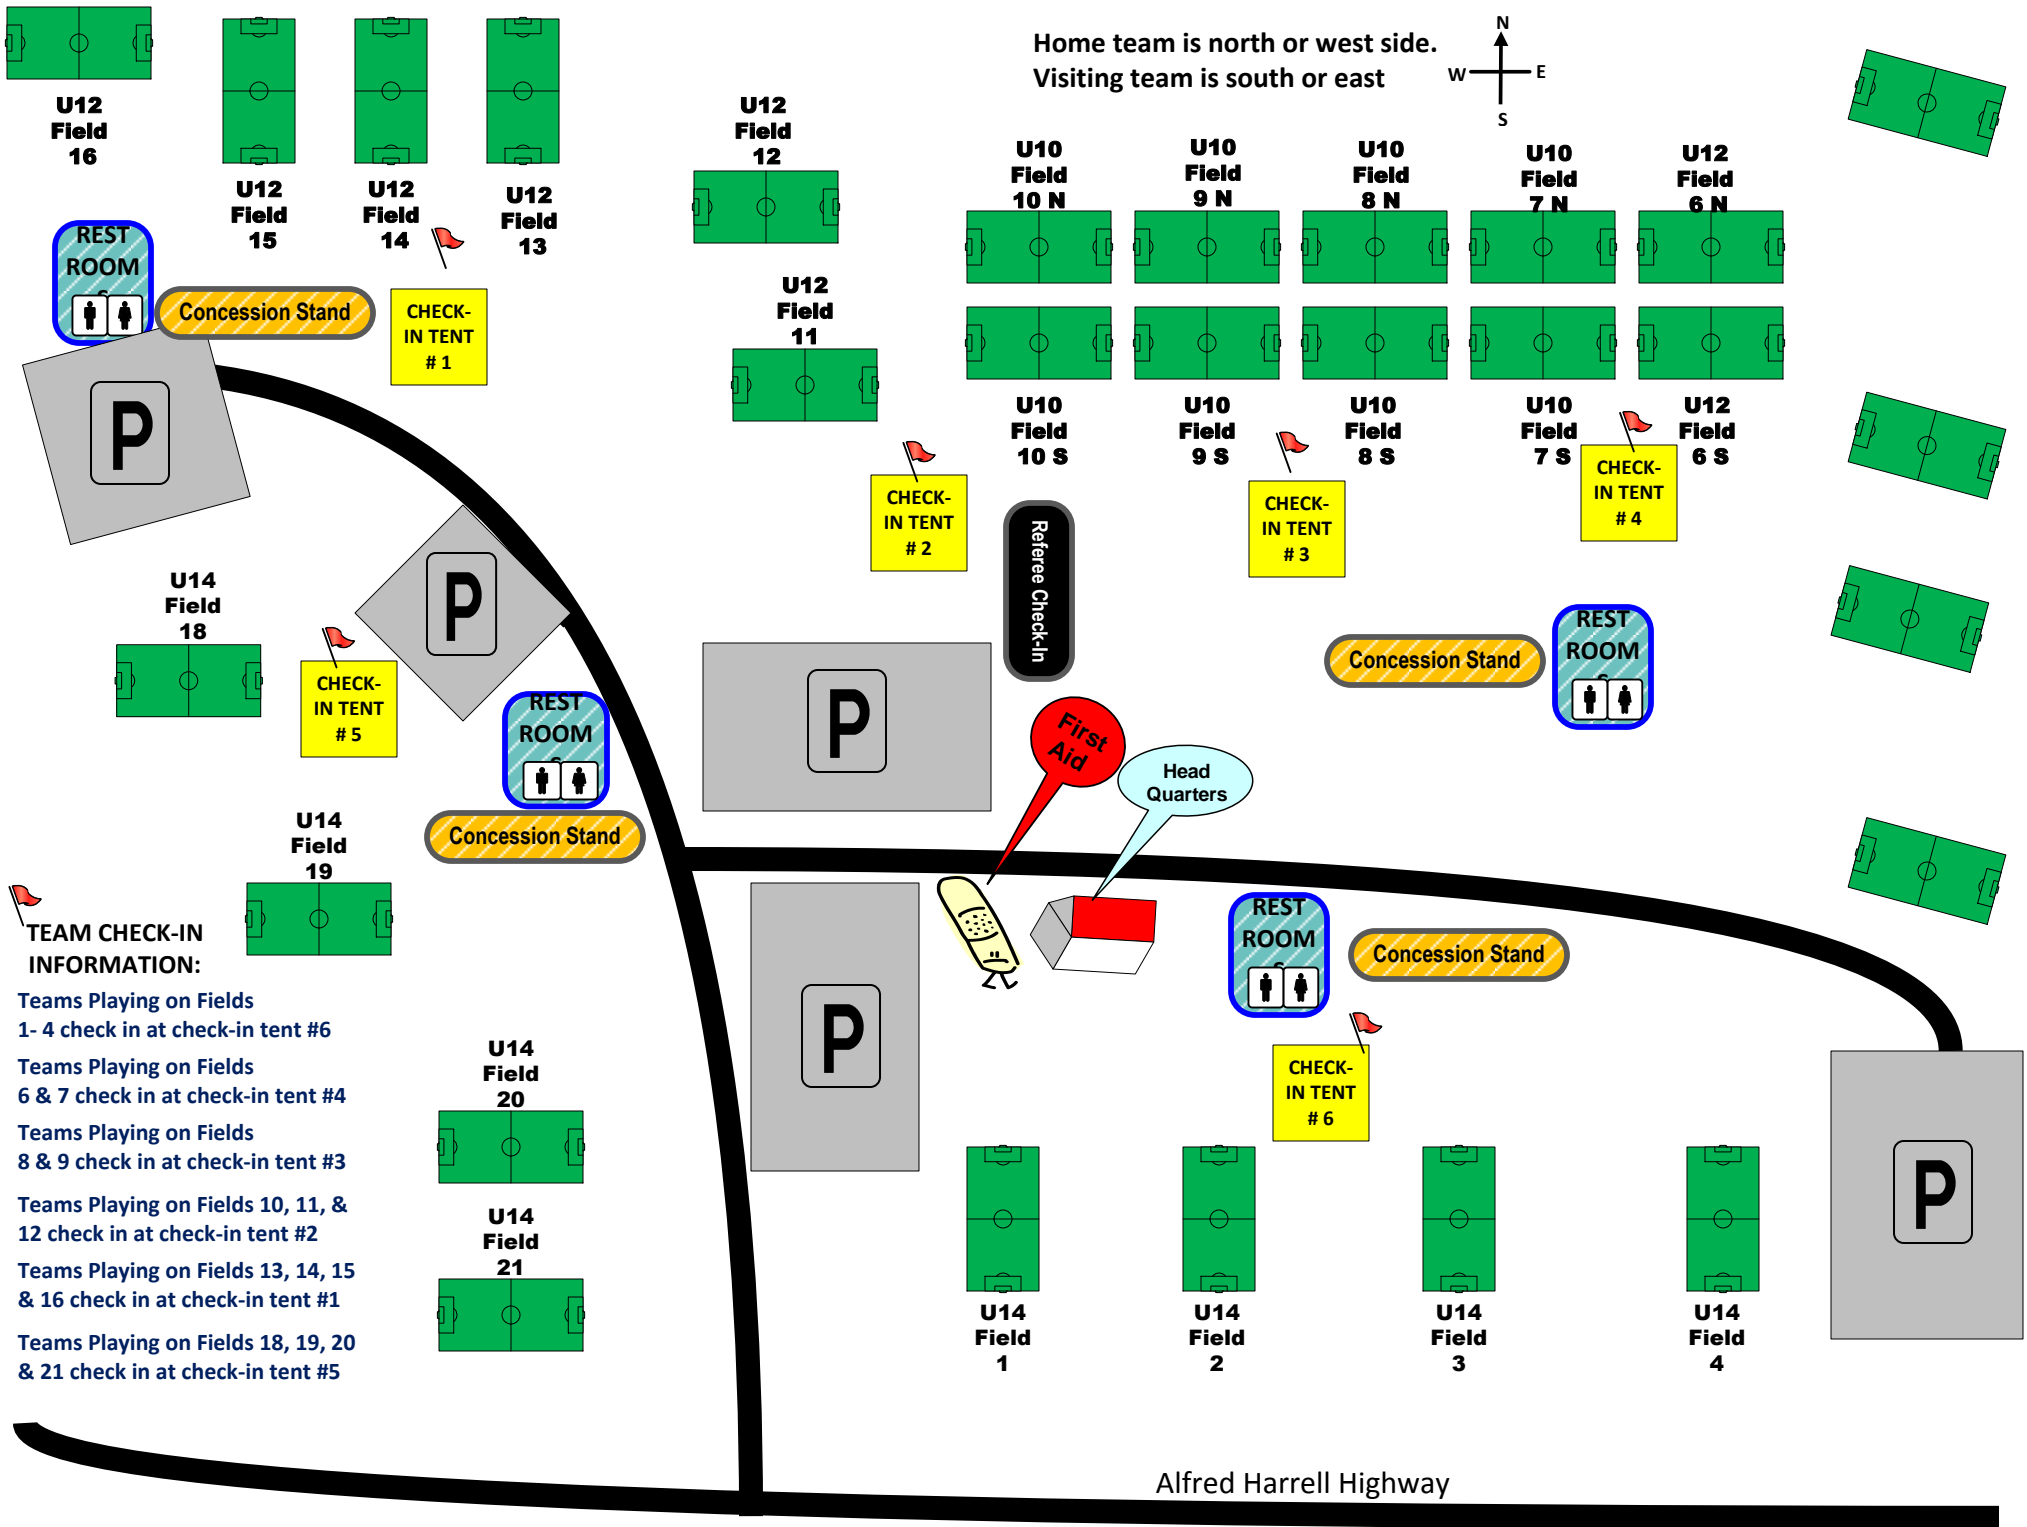 Home team is north or west side.
Visiting team is south or east
N
W
E
S
U12
Field
16
U12
Field
15
U12
Field
14
U12
Field
13
U12
Field
12
U12
Field
11
U10
Field
10 N
U10
Field
9 N
U10
Field
8 N
U10
Field
7 N
U12
Field
6 N
U10
Field
10 S
U10
Field
9 S
U10
Field
8 S
U10
Field
7 S
U12
Field
6 S
REST
ROOM
S
Concession Stand
CHECK-
IN TENT
# 1
P
P
CHECK-
IN TENT
# 2
Referee Check-In
CHECK-
IN TENT
# 3
CHECK-
IN TENT
# 4
U14
Field
18
CHECK-
IN TENT
# 5
REST
ROOM
S
Concession Stand
P
First
Aid
Head
Quarters
Concession Stand
REST
ROOM
S
U14
Field
19
TEAM CHECK-IN
INFORMATION:
Teams Playing on Fields
1- 4 check in at check-in tent #6
Teams Playing on Fields
6 & 7 check in at check-in tent #4
Teams Playing on Fields
8 & 9 check in at check-in tent #3
Teams Playing on Fields 10, 11, &
12 check in at check-in tent #2
Teams Playing on Fields 13, 14, 15
& 16 check in at check-in tent #1
Teams Playing on Fields 18, 19, 20
& 21 check in at check-in tent #5
U14
Field
20
U14
Field
21
P
REST
ROOM
S
Concession Stand
CHECK-
IN TENT
# 6
P
U14
Field
1
U14
Field
2
U14
Field
3
U14
Field
4
Alfred Harrell Highway